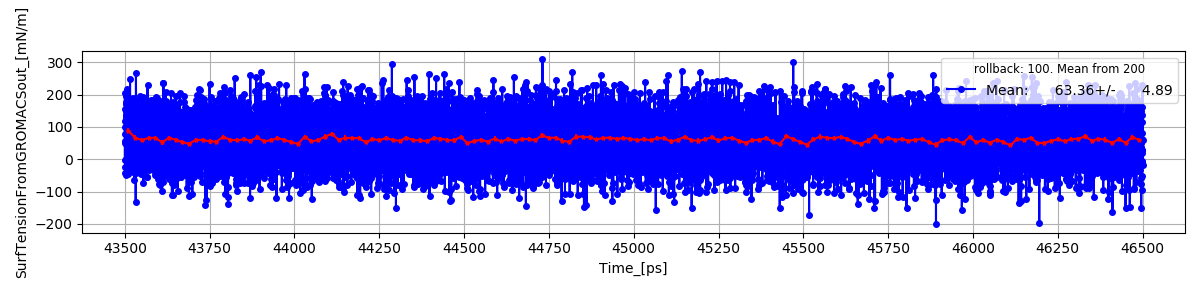 SurfTensionFromGROMACSout_[mN/m]
300
200
100
0
−100
−200
rollback: 100. Mean from 200
Mean: 63.36+/- 4.89
43500 43750 44000 44250 44500 44750 45000 45250 45500 45750 46000 46250 46500
Time_[ps]